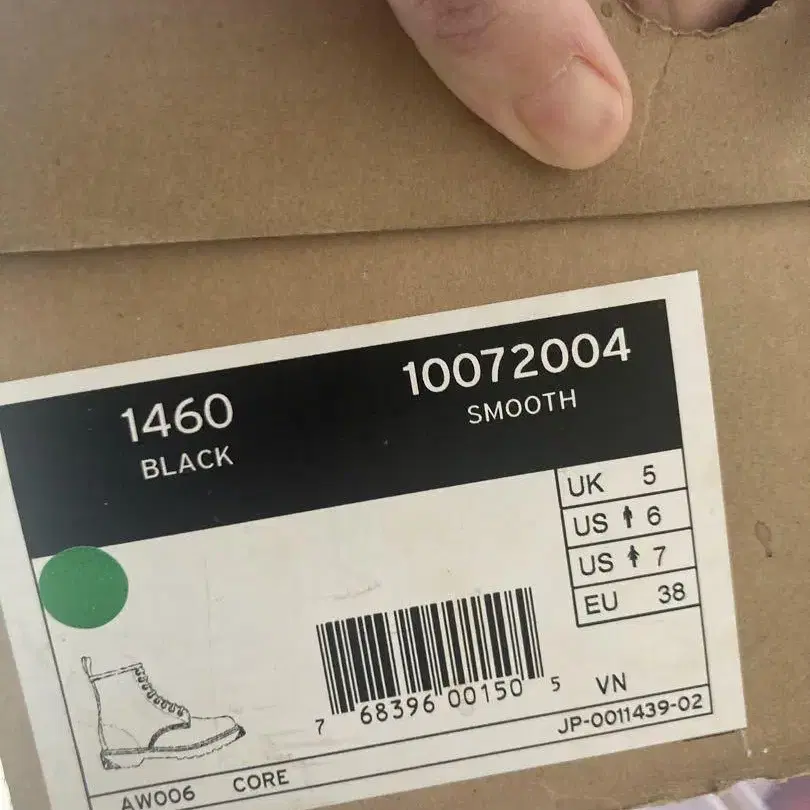 1460
BLACK
10072004
SMOOTH
UK 5
US 6
US 7
EU 38
7 68396 00150 5
VN
JP-0011439-02
AW006 CORE